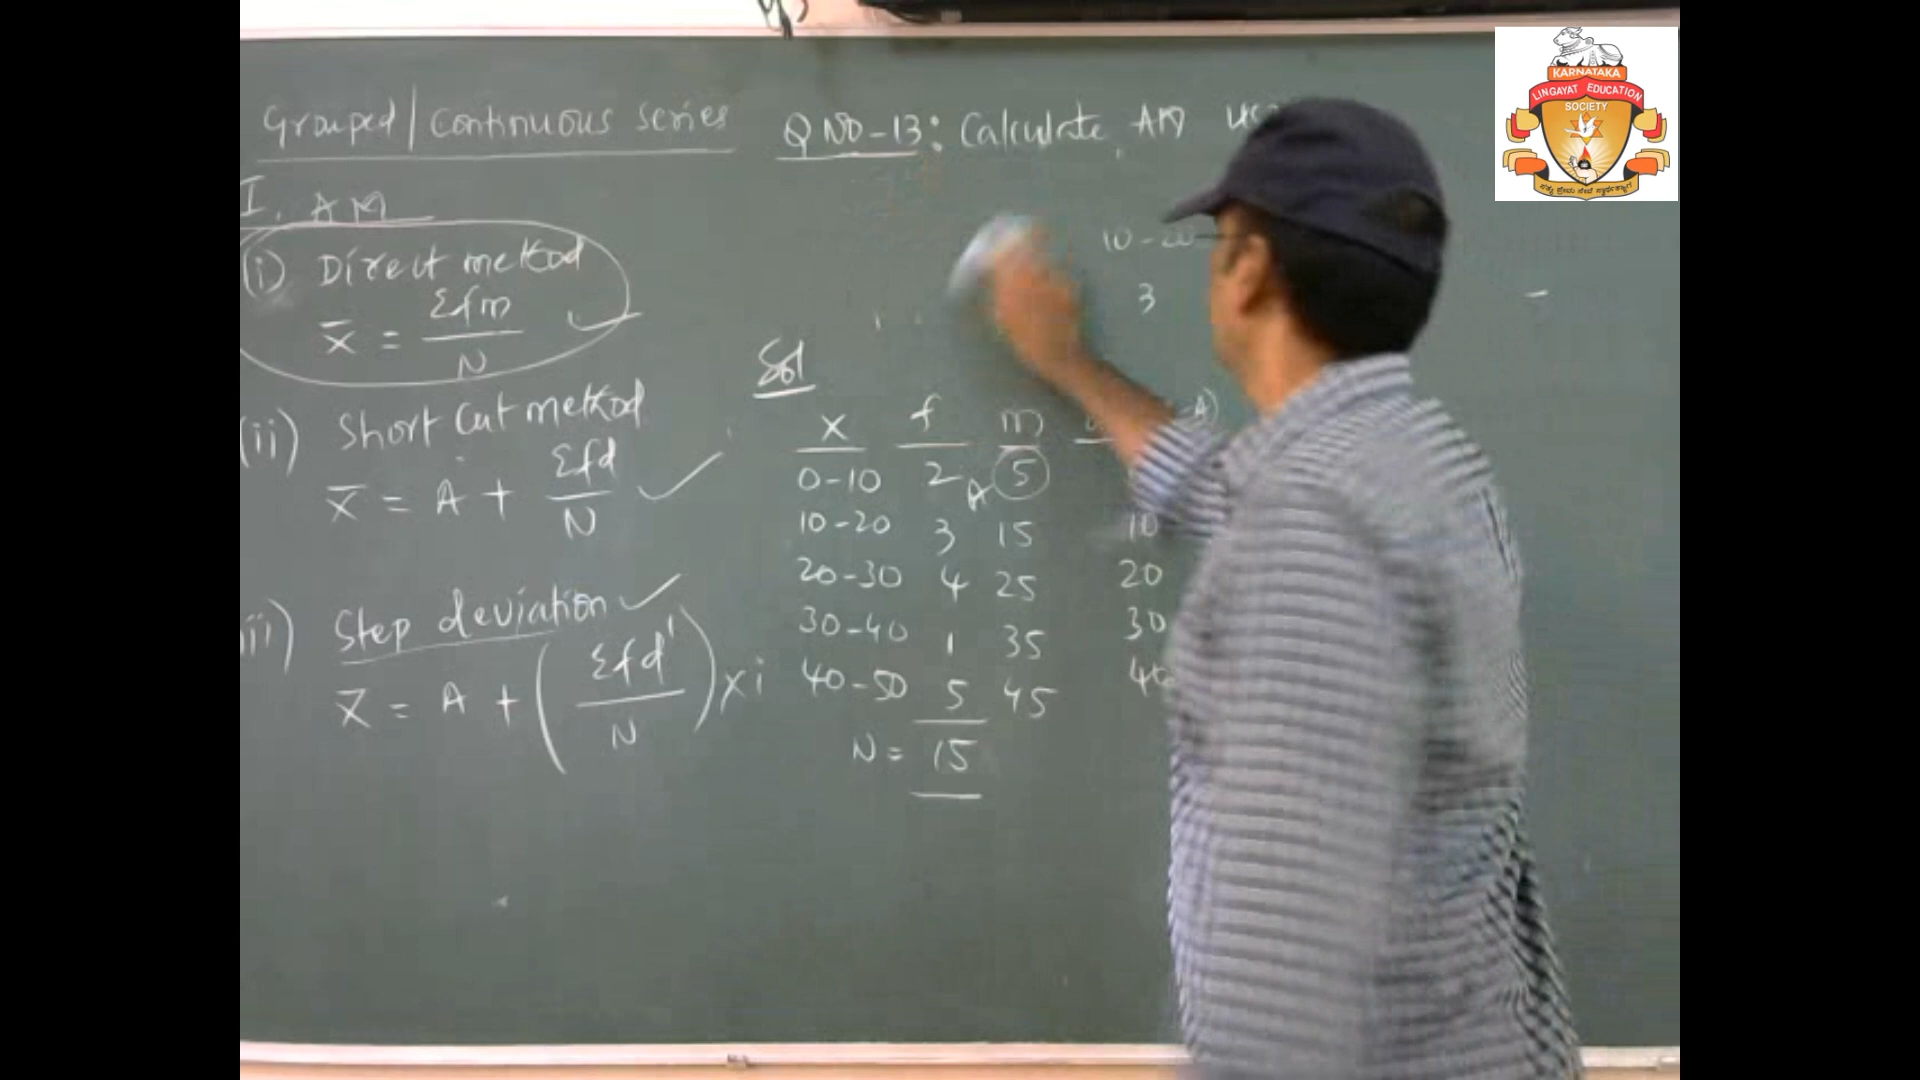 Grouped/Continuous series
I. AM
(i) Direct method
x̄ = Σfm / N
(ii) Short cut method
x̄ = A + Σfd / N
iii) Step deviation
x̄ = A + (Σfd' / N) x i
Q NO-13: Calculate AM
10-20
3
Sol
x f m A)
0-10 2 A 5
10-20 3 15 10
20-30 4 25 20
30-40 1 35 30
40-50 5 45 40
N = 15
KARNATAKA
LINGAYAT EDUCATION
SOCIETY